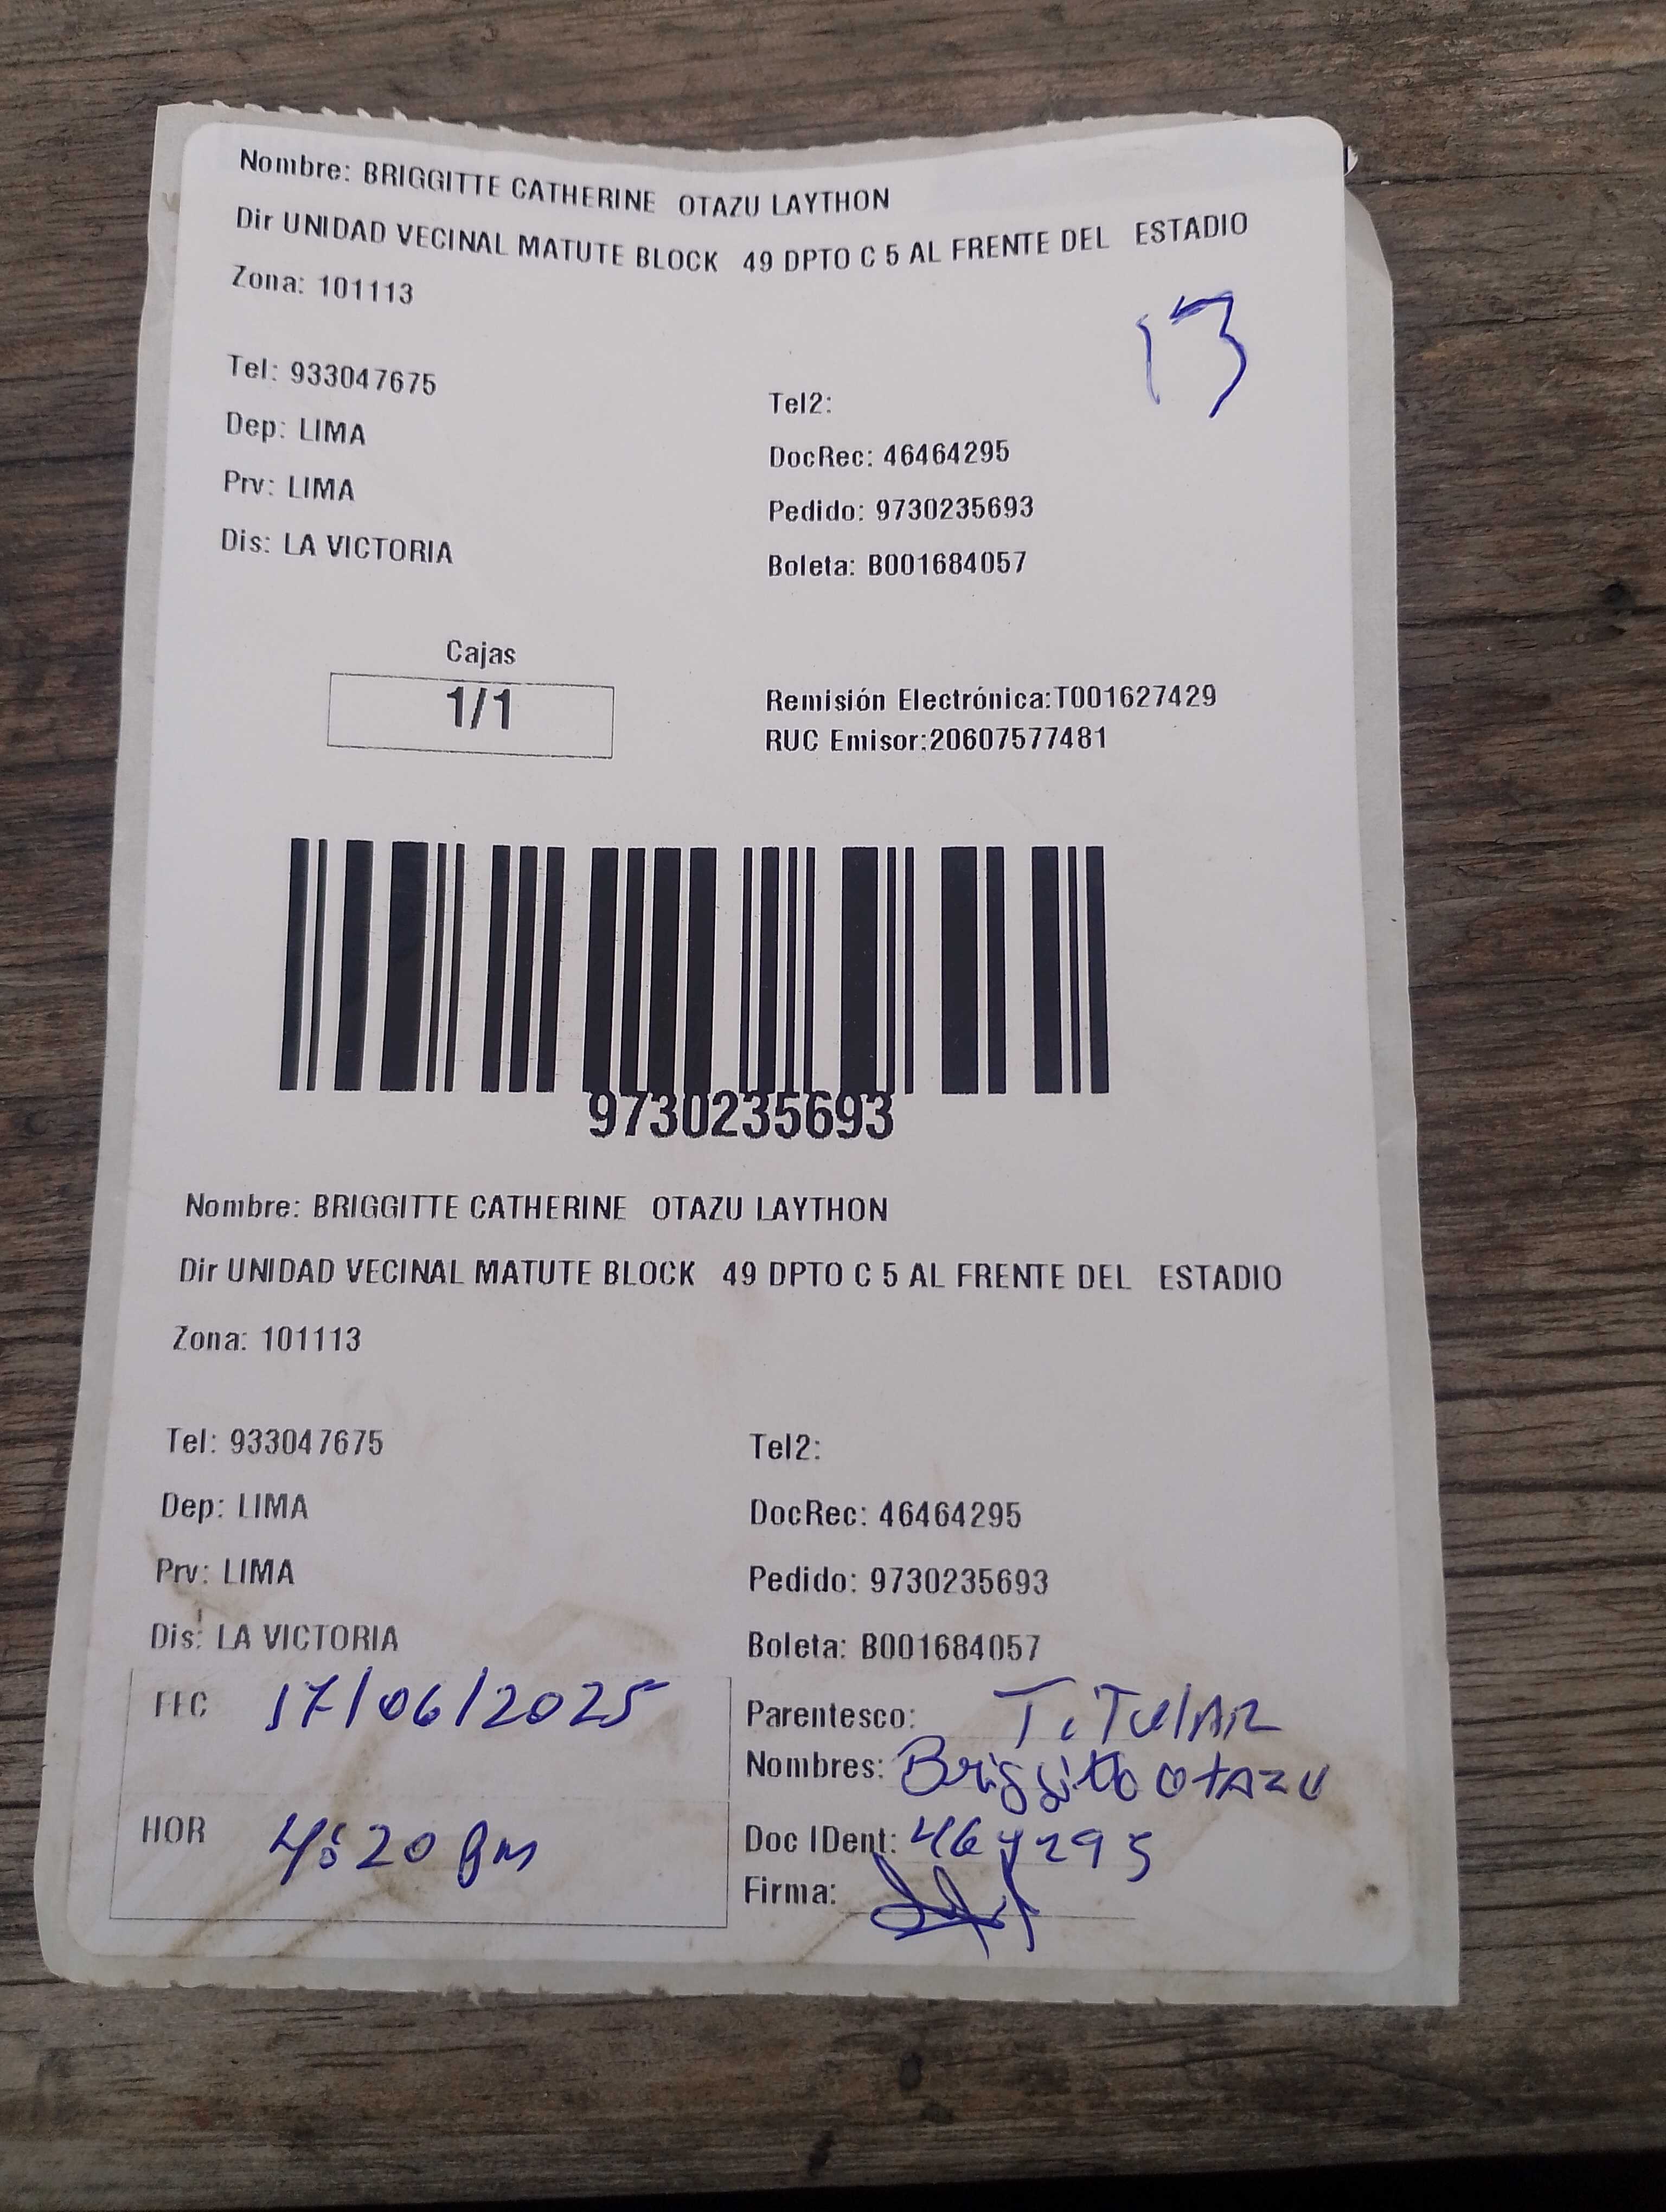 Nombre: BRIGGITTE CATHERINE OTAZU LAYTHON
Dir UNIDAD VECINAL MATUTE BLOCK 49 DPTO C 5 AL FRENTE DEL ESTADIO
Zona: 101113
13
Tel: 933047675
Tel2:
Dep: LIMA
DocRec: 46464295
Prv: LIMA
Pedido: 9730235693
Dis: LA VICTORIA
Boleta: B001684057
Cajas
1/1
Remisión Electrónica:T001627429
RUC Emisor:20607577481
9730235693
Nombre: BRIGGITTE CATHERINE OTAZU LAYTHON
Dir UNIDAD VECINAL MATUTE BLOCK 49 DPTO C 5 AL FRENTE DEL ESTADIO
Zona: 101113
Tel: 933047675
Tel2:
Dep: LIMA
DocRec: 46464295
Prv: LIMA
Pedido: 9730235693
Dis: LA VICTORIA
Boleta: B001684057
FEC 17/06/2025
Parentesco: TiTulAR
Nombres: Briggitte OtAZU
HOR 4:20 pm
Doc IDent:
Firma: